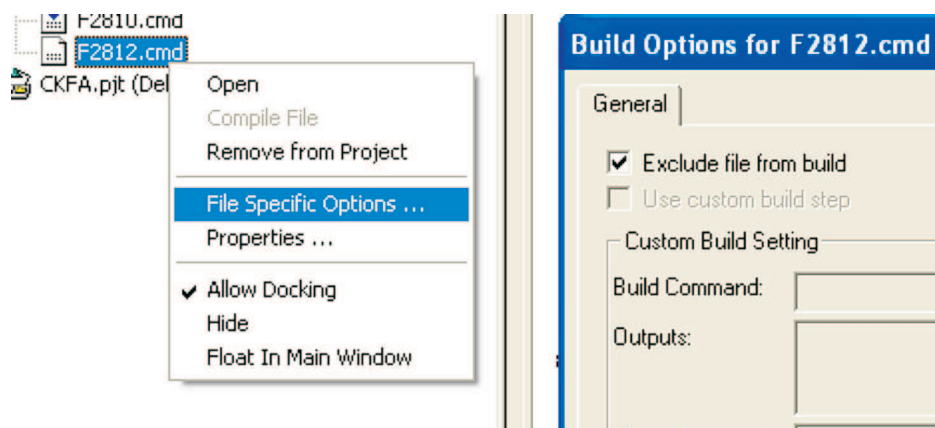 F2810.cmd
F2812.cmd
CKFA.pjt (Del
Open
Compile File
Remove from Project
File Specific Options ...
Properties ...
Allow Docking
Hide
Float In Main Window
Build Options for F2812.cmd
General
Exclude file from build
Use custom build step
Custom Build Setting
Build Command:
Outputs: